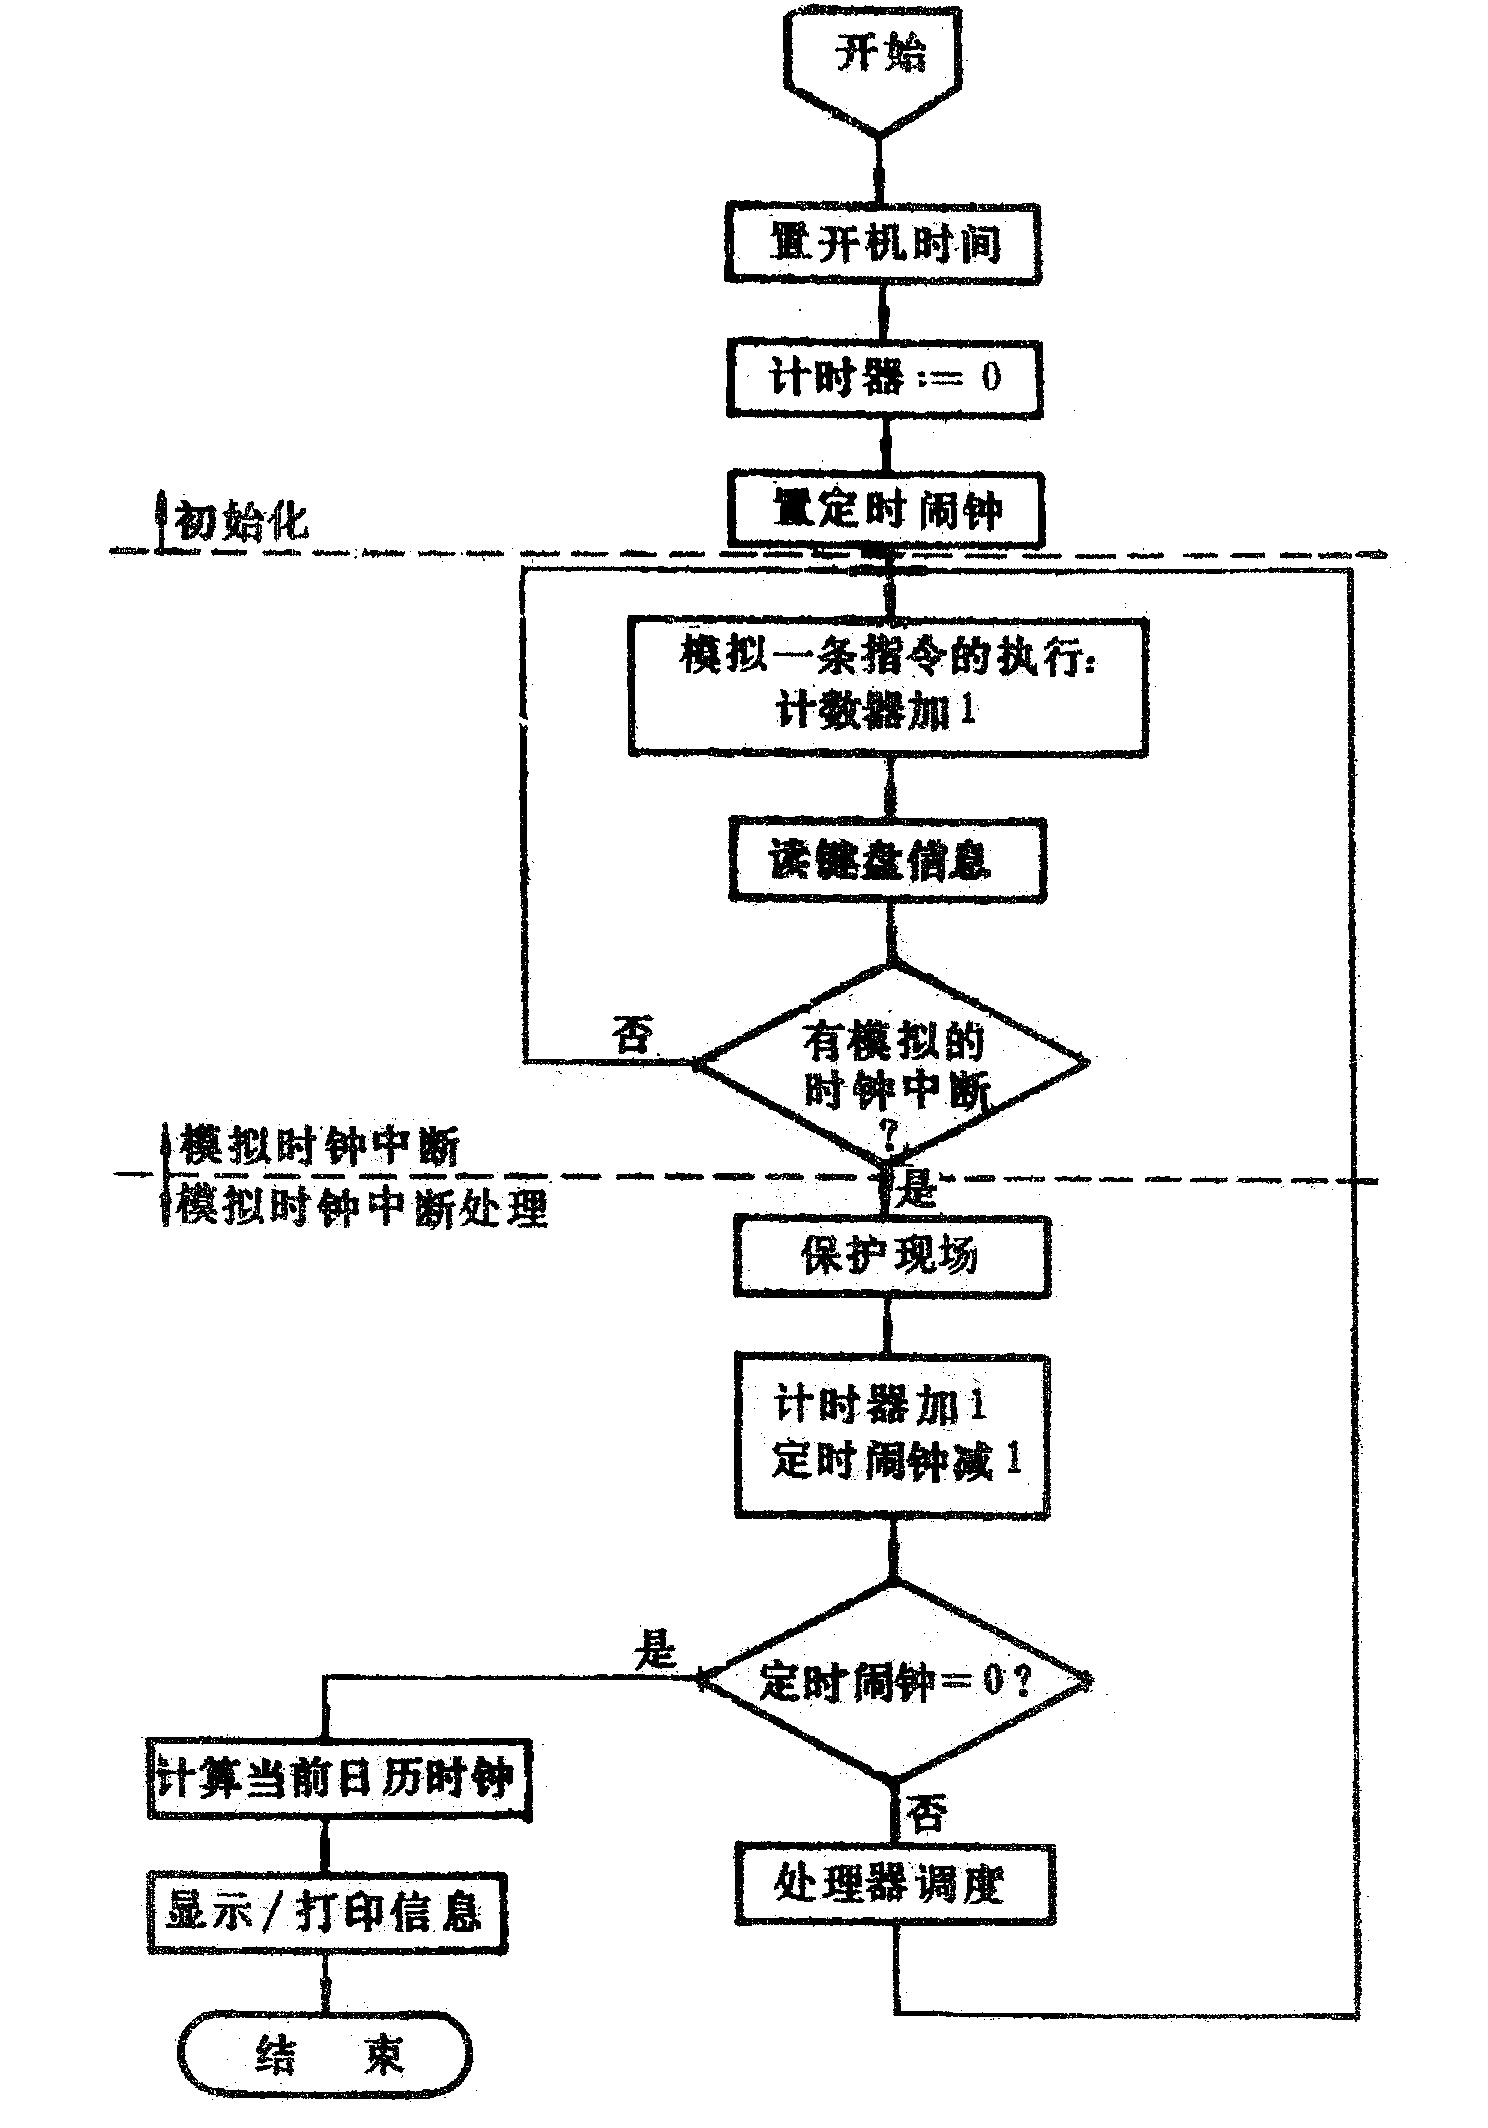 开始
置开机时间
计时器:= 0
置定时闹钟
初始化
模拟一条指令的执行:
计数器加1
读键盘信息
有模拟的
时钟中断
?
否
模拟时钟中断
是
模拟时钟中断处理
保护现场
计时器加1
定时闹钟减1
定时闹钟=0?
是
否
计算当前日历时钟
处理器调度
显示/打印信息
结 束